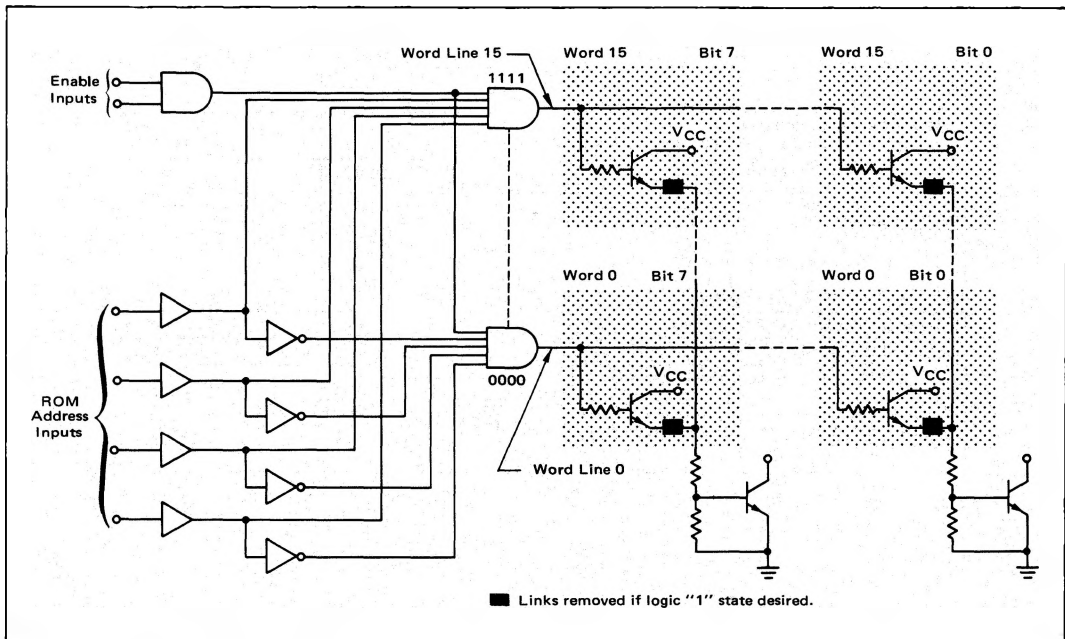 Word Line 15
Word 15 Bit 7
Word 15 Bit 0
Enable
Inputs
1111
VCC
VCC
Word 0 Bit 7
Word 0 Bit 0
0000
VCC
VCC
ROM
Address
Inputs
Word Line 0
Links removed if logic "1" state desired.